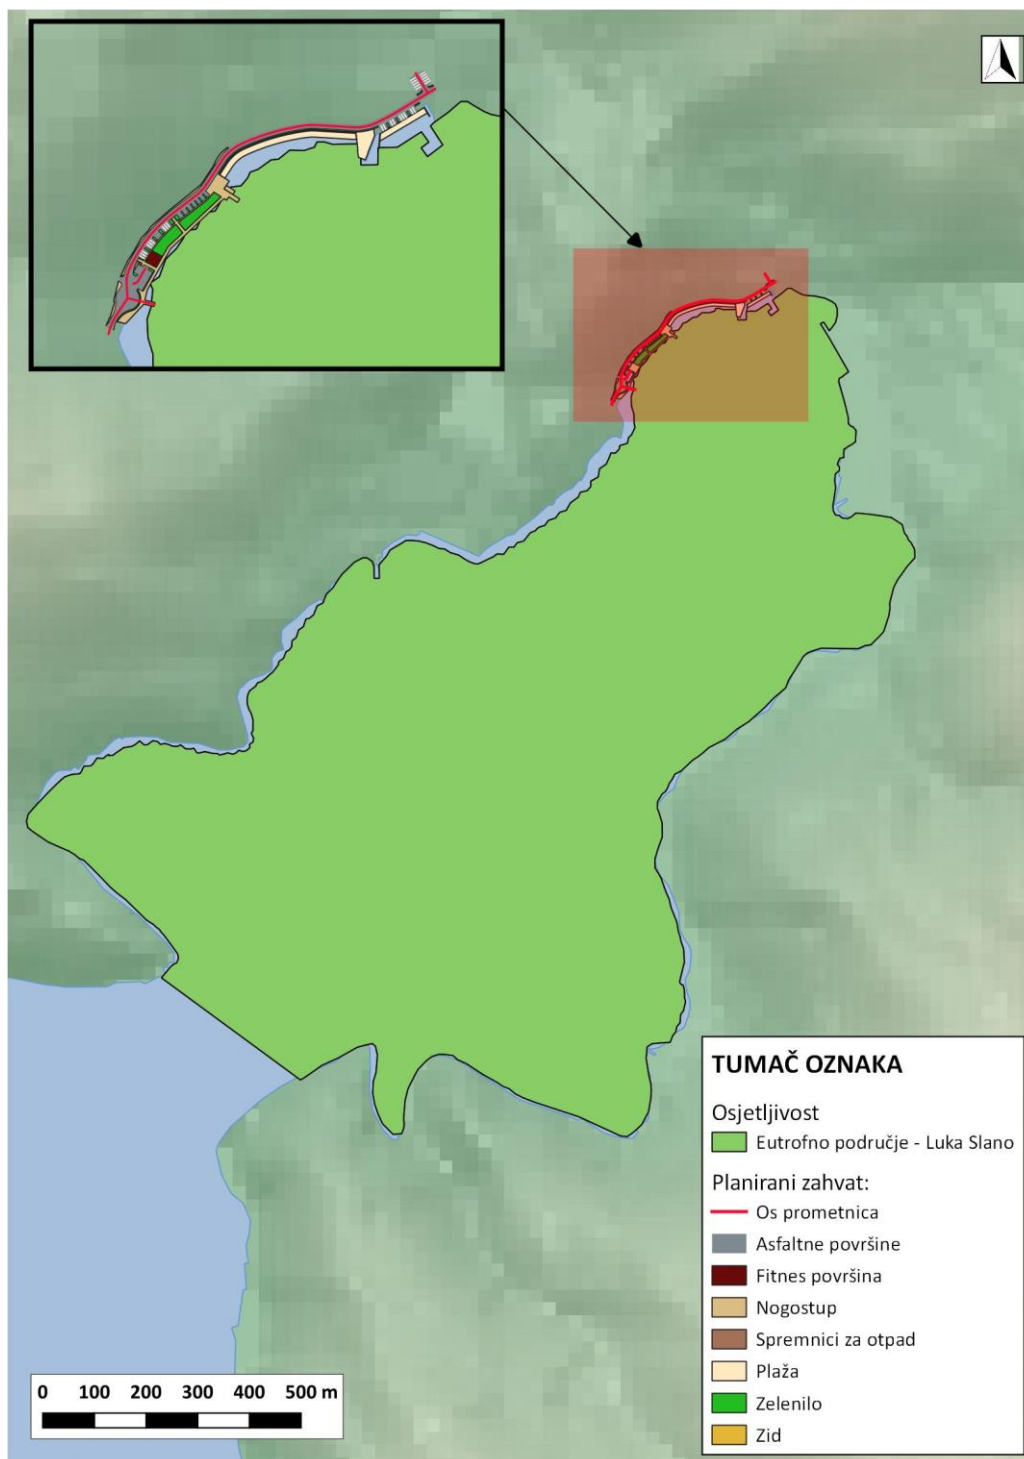 TUMAČ OZNAKA
Osjetljivost
Eutrofno područje - Luka Slano
Planirani zahvat:
Os prometnica
Asfaltne površine
Fitnes površina
Nogostup
Spremnici za otpad
Plaža
Zelenilo
Zid
0 100 200 300 400 500 m